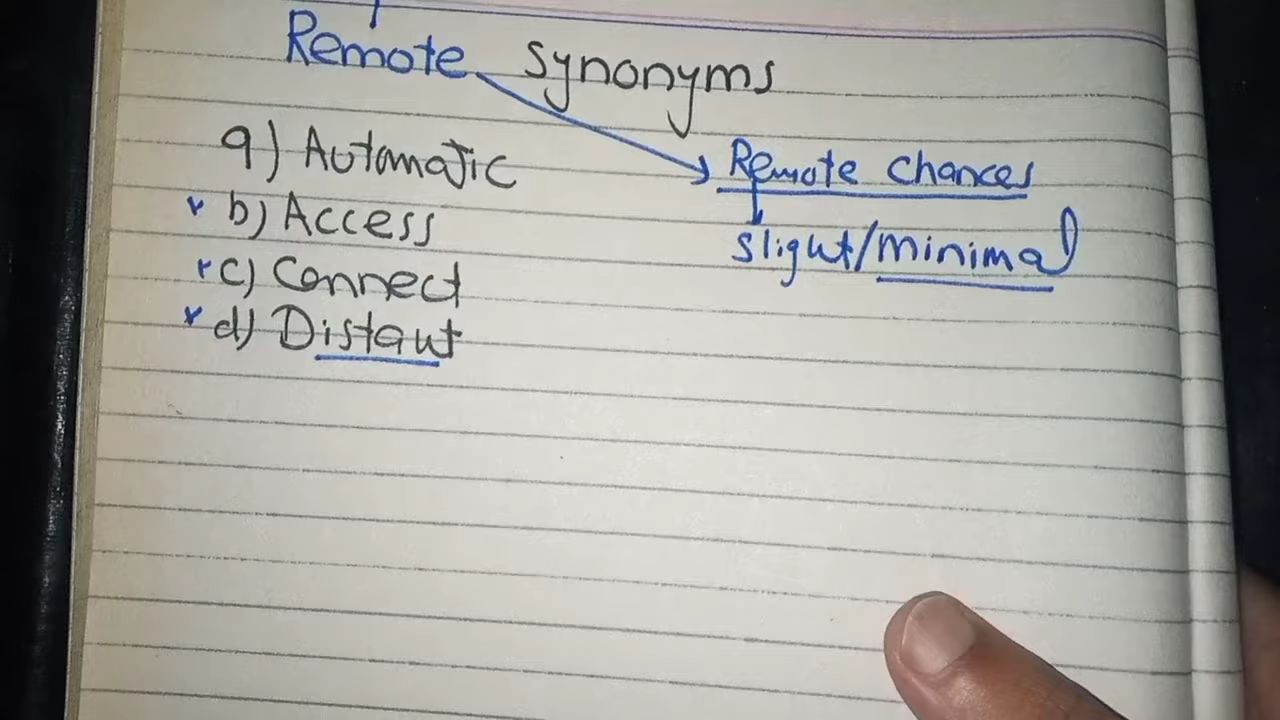 Remote synonyms
a) Automatic
b) Access
c) Connect
d) Distant
Remote chances
slight/minimal